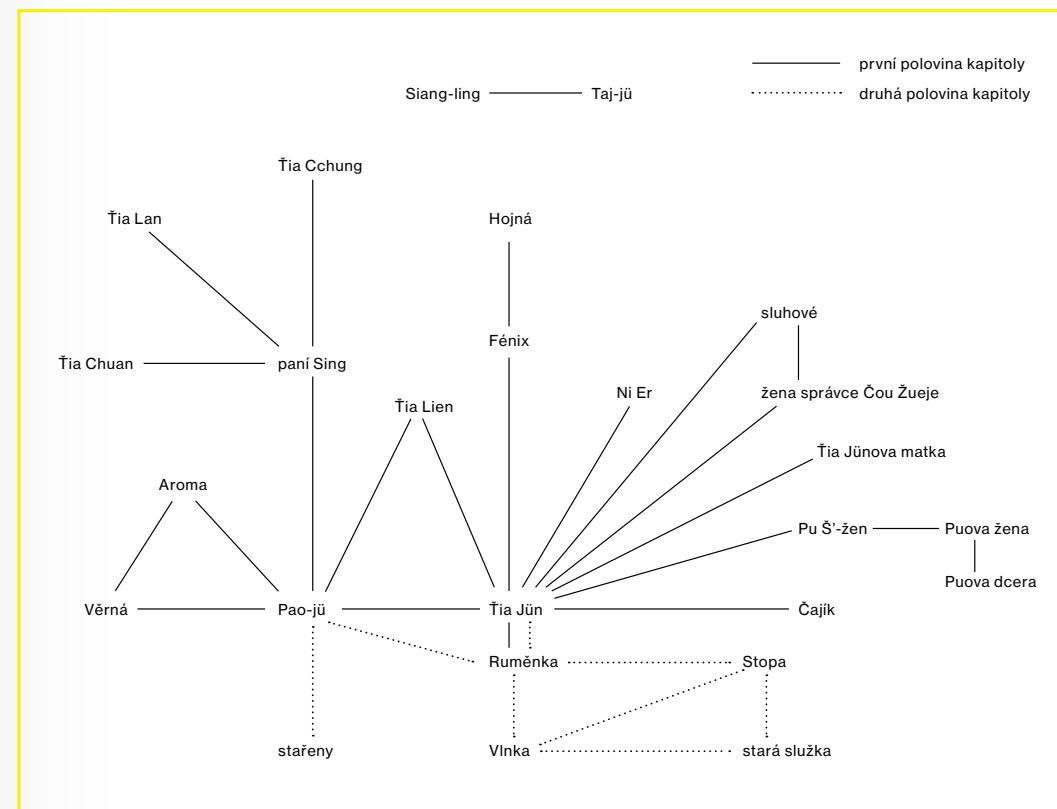 první polovina kapitoly
Siang-ling
Taj-jü
druhá polovina kapitoly
Ťia Cchung
Ťia Lan
Hojná
sluhové
Fénix
Ťia Chuan
paní Sing
Ni Er
žena správce Čou Žueje
Ťia Lien
Ťia Jünova matka
Aroma
Pu Š’-žen
Puova žena
Puova dcera
Věrná
Pao-jü
Ťia Jün
Čajík
Ruměnka
Stopa
stařeny
Vlnka
stará služka